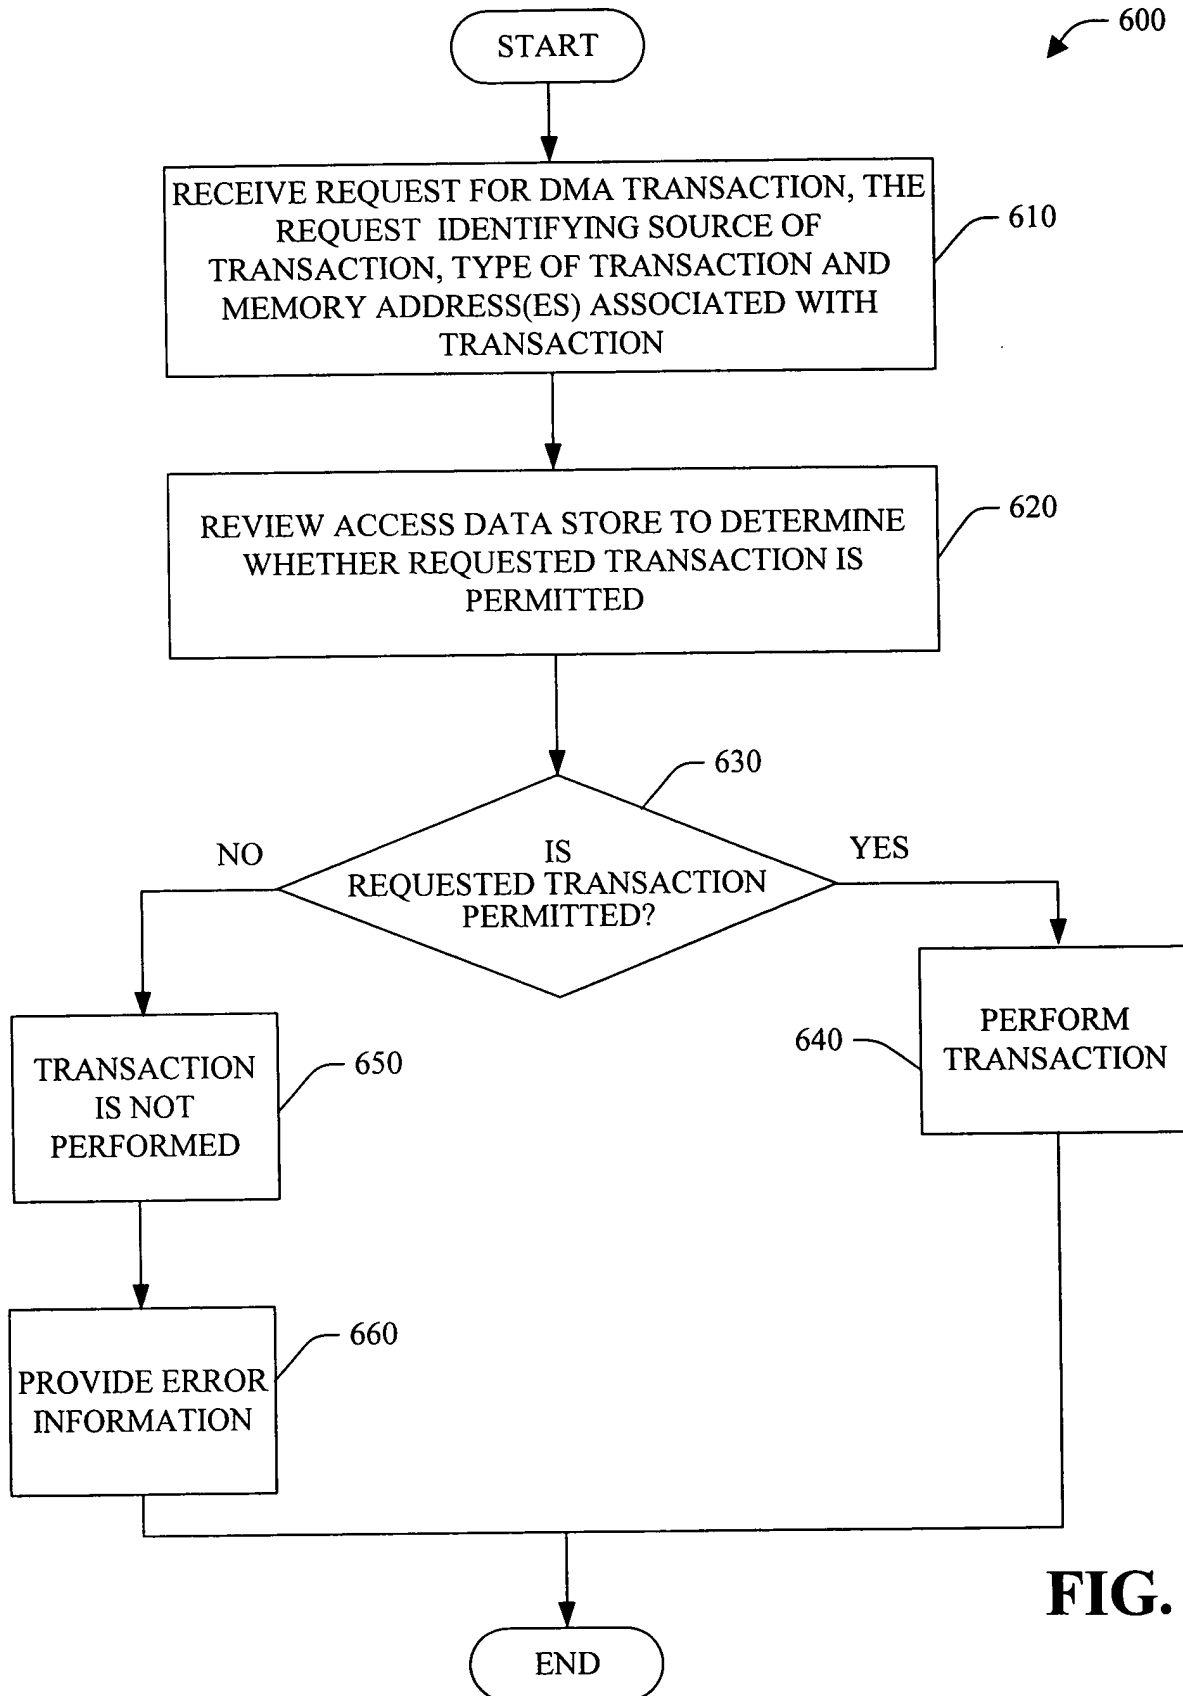 START
600
RECEIVE REQUEST FOR DMA TRANSACTION, THE
REQUEST IDENTIFYING SOURCE OF
TRANSACTION, TYPE OF TRANSACTION AND
MEMORY ADDRESS(ES) ASSOCIATED WITH
TRANSACTION
610
REVIEW ACCESS DATA STORE TO DETERMINE
WHETHER REQUESTED TRANSACTION IS
PERMITTED
620
630
NO
YES
IS
REQUESTED TRANSACTION
PERMITTED?
PERFORM
TRANSACTION
640
TRANSACTION
IS NOT
PERFORMED
650
660
PROVIDE ERROR
INFORMATION
FIG.
END